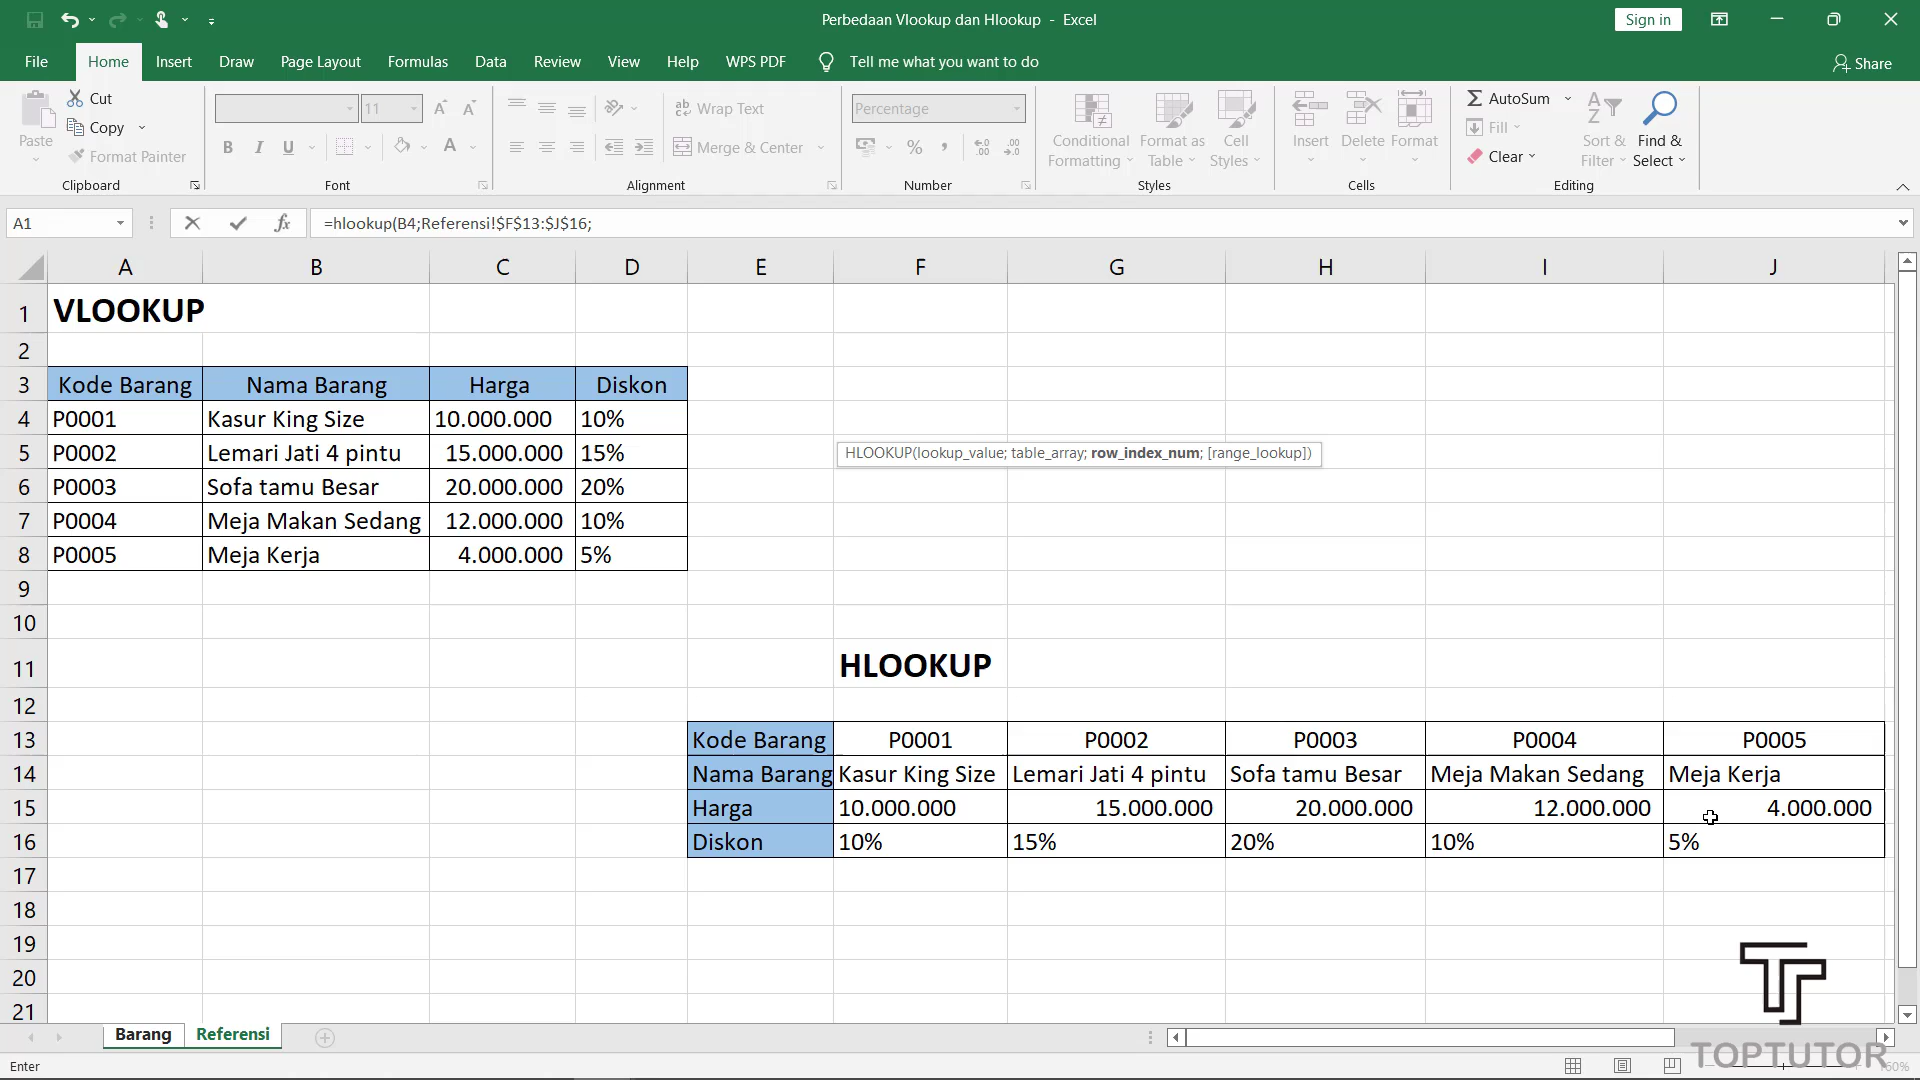 Perbedaan Vlookup dan Hlookup - Excel
Sign in
File Home Insert Draw Page Layout Formulas Data Review View Help WPS PDF Tell me what you want to do Share
Paste
Cut
Copy
Format Painter
Clipboard
11
B I U A
Font
Wrap Text
Merge & Center
Alignment
Percentage
%
Number
Conditional Formatting
Format as Table
Cell Styles
Styles
Insert Delete Format
Cells
AutoSum
Fill
Clear
Sort & Filter
Find & Select
Editing
A1 fx =hlookup(B4;Referensi!$F$13:$J$16;
A B C D E F G H I J
1 VLOOKUP
2
3 Kode Barang Nama Barang Harga Diskon
4 P0001 Kasur King Size 10.000.000 10%
5 P0002 Lemari Jati 4 pintu 15.000.000 15%
HLOOKUP(lookup_value; table_array; row_index_num; [range_lookup])
6 P0003 Sofa tamu Besar 20.000.000 20%
7 P0004 Meja Makan Sedang 12.000.000 10%
8 P0005 Meja Kerja 4.000.000 5%
9
10
11 HLOOKUP
12
13 Kode Barang P0001 P0002 P0003 P0004 P0005
14 Nama Barang Kasur King Size Lemari Jati 4 pintu Sofa tamu Besar Meja Makan Sedang Meja Kerja
15 Harga 10.000.000 15.000.000 20.000.000 12.000.000 4.000.000
16 Diskon 10% 15% 20% 10% 5%
17
18
19
20
21
Barang Referensi
Enter
TOPTUTOR